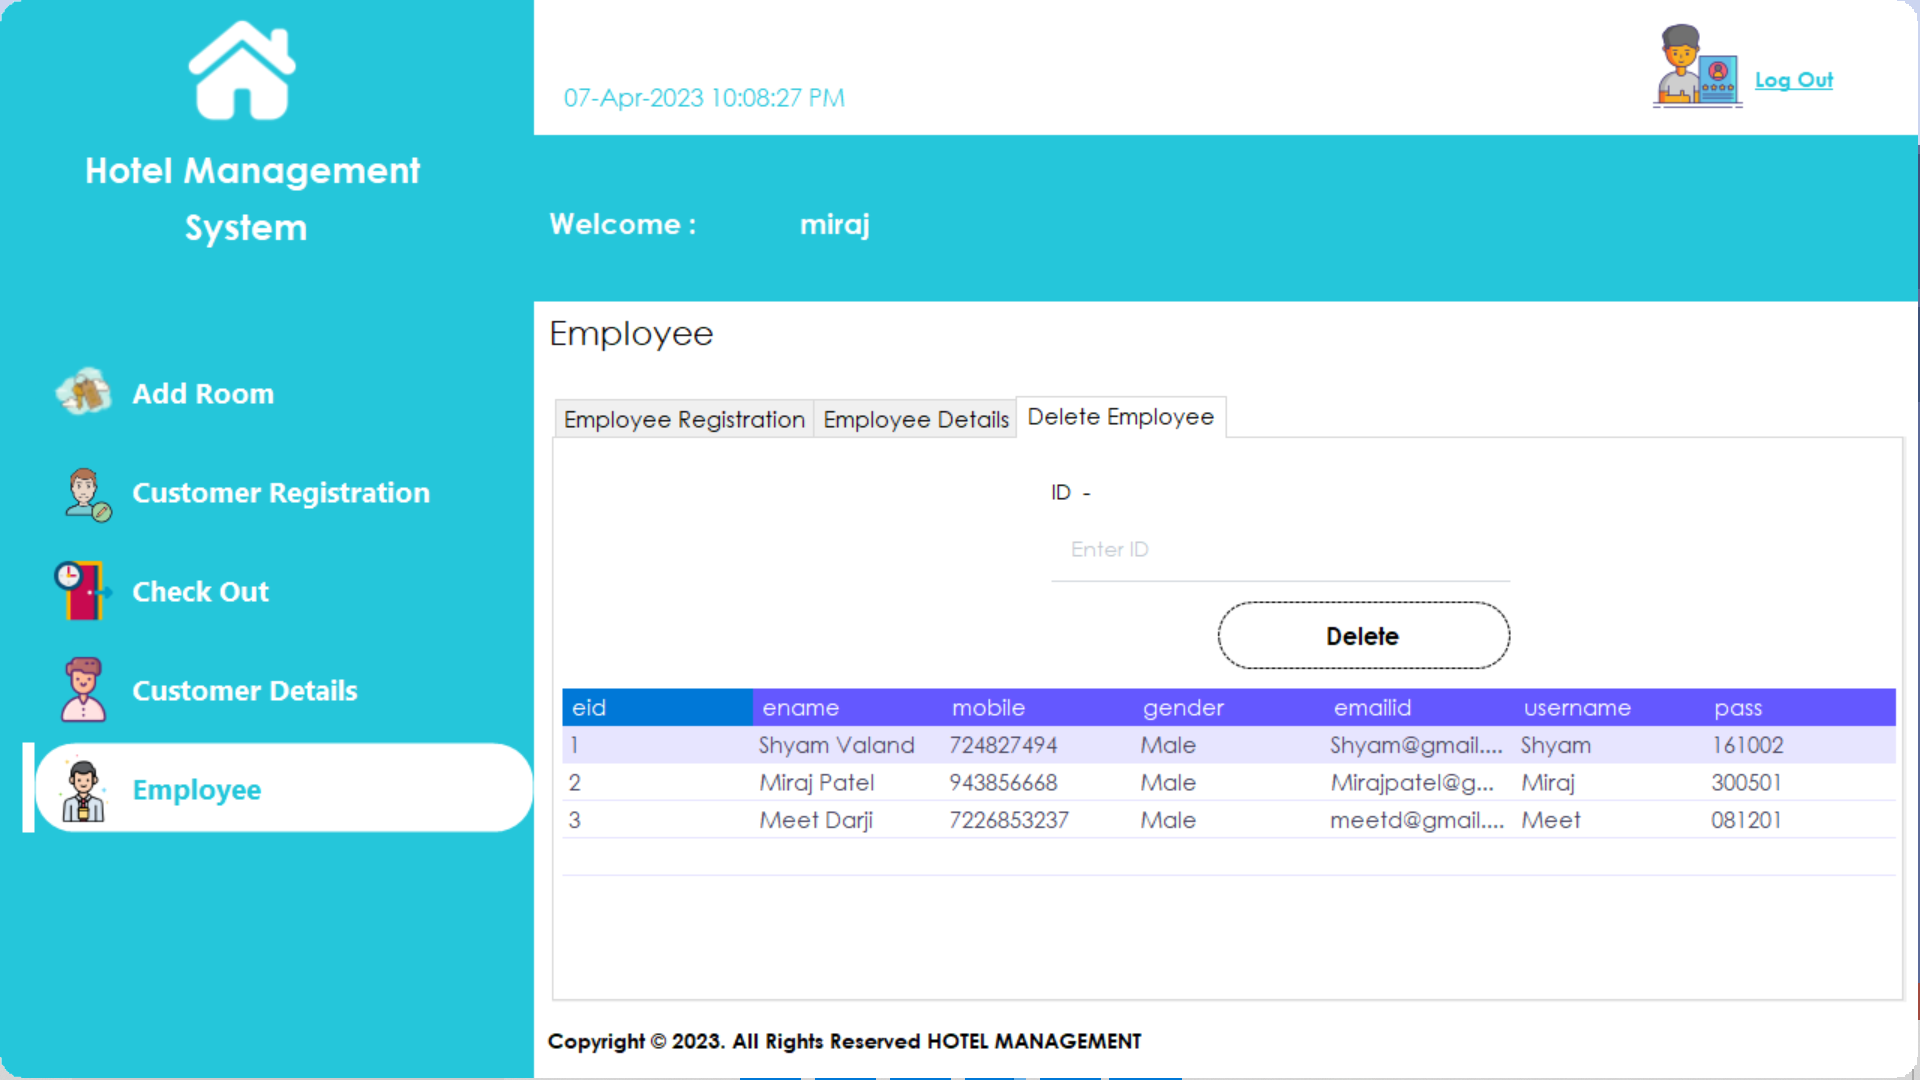 Hotel Management
System
07-Apr-2023 10:08:27 PM
Log Out
Welcome : miraj
Add Room
Customer Registration
Check Out
Customer Details
Employee
Employee
Employee Registration Employee Details Delete Employee
ID -
Enter ID
Delete
eid ename mobile gender emailid username pass
1 Shyam Valand 724827494 Male Shyam@gmail.... Shyam 161002
2 Miraj Patel 943856668 Male Mirajpatel@g... Miraj 300501
3 Meet Darji 7226853237 Male meetd@gmail.... Meet 081201
Copyright © 2023. All Rights Reserved HOTEL MANAGEMENT